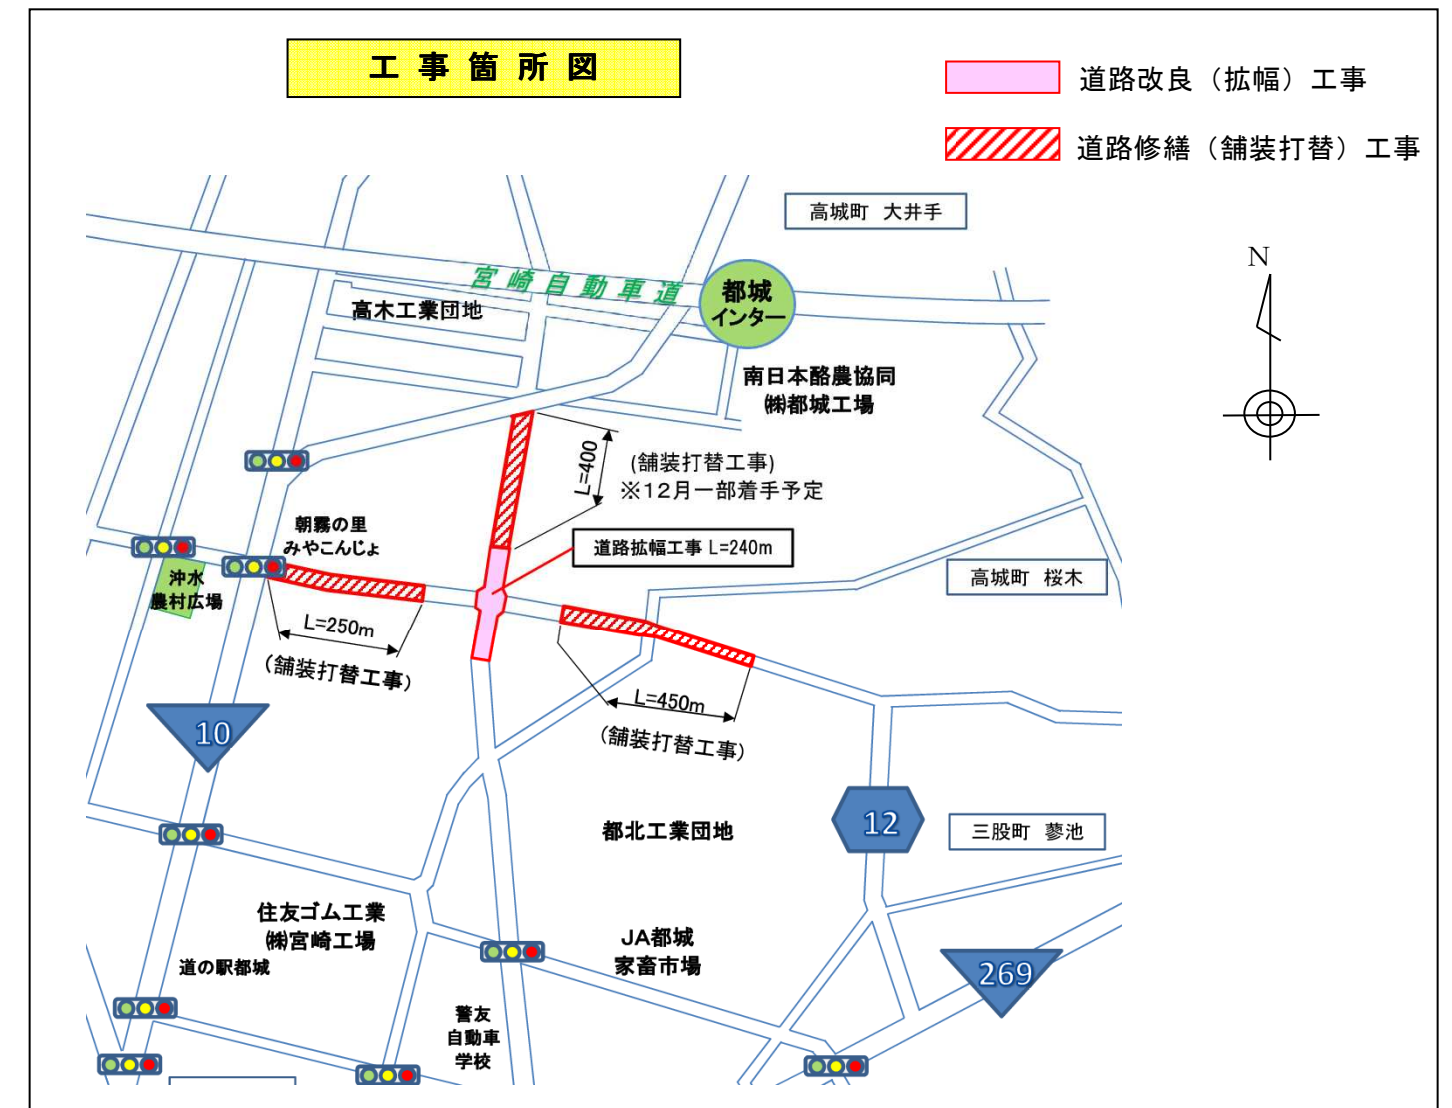 工事箇所図
道路改良（拡幅）工事
道路修繕（舗装打替）工事
高城町 大井手
N
宮崎自動車道
都城
インター
高木工業団地
南日本酪農協同
㈱都城工場
L=400
(舗装打替工事)
※12月一部着手予定
朝霧の里
みやこんじょ
道路拡幅工事 L=240m
沖水
農村広場
高城町 桜木
L=250m
（舗装打替工事）
L=450m
（舗装打替工事）
10
12
都北工業団地
三股町 蓼池
住友ゴム工業
㈱宮崎工場
JA都城
家畜市場
道の駅都城
269
警友
自動車
学校